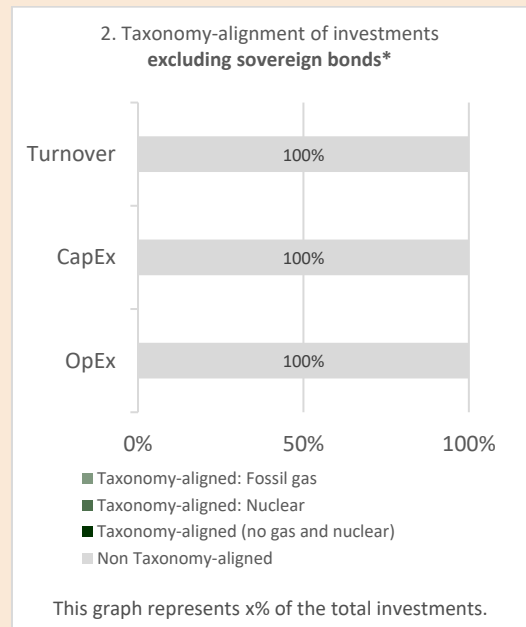 2. Taxonomy-alignment of investments
excluding sovereign bonds*
Turnover
100%
CapEx
100%
OpEx
100%
0%
50%
100%
Taxonomy-aligned: Fossil gas
Taxonomy-aligned: Nuclear
Taxonomy-aligned (no gas and nuclear)
Non Taxonomy-aligned
This graph represents x% of the total investments.